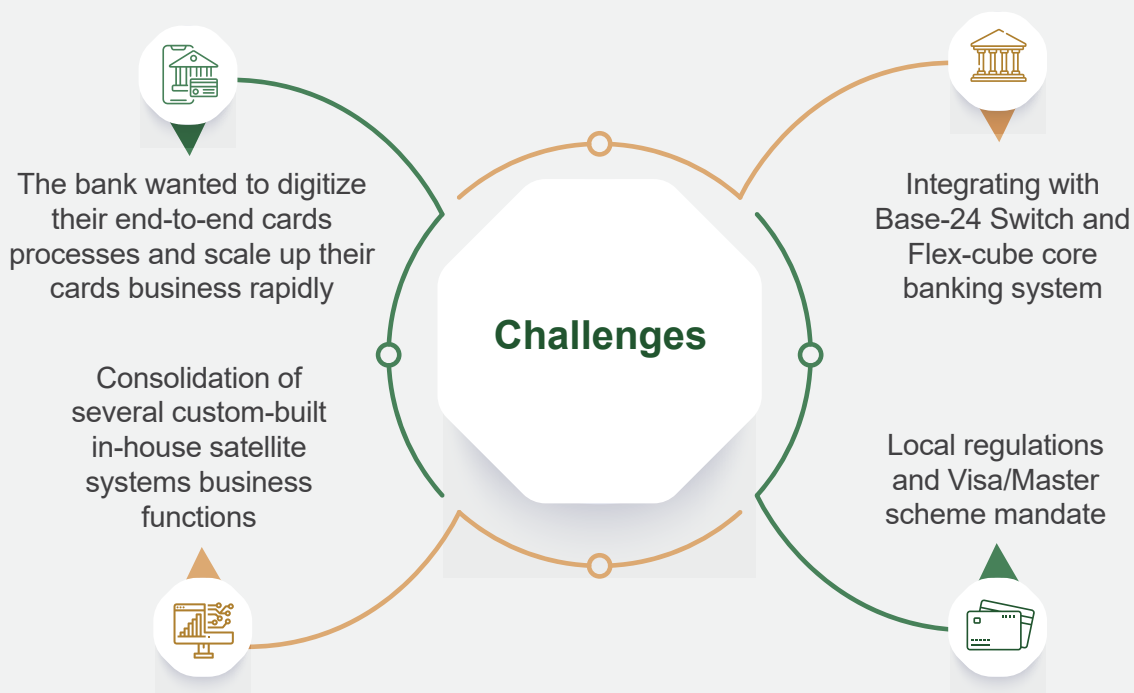 The bank wanted to digitize
their end-to-end cards
processes and scale up their
cards business rapidly
Integrating with
Base-24 Switch and
Flex-cube core
banking system
Challenges
Consolidation of
several custom-built
in-house satellite
systems business
functions
Local regulations
and Visa/Master
scheme mandate